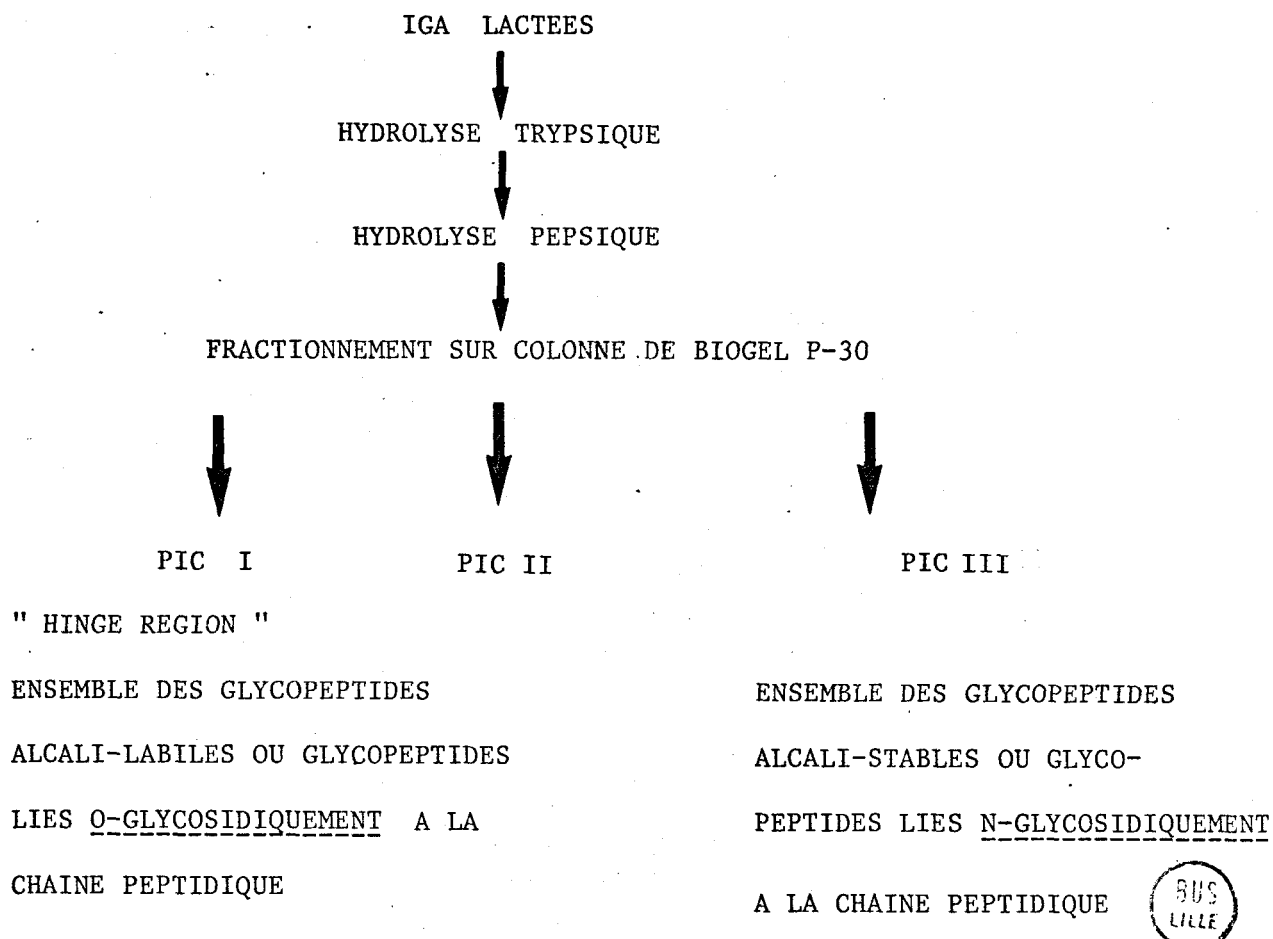 IGA LACTEES
HYDROLYSE TRYPSIQUE
HYDROLYSE PEPSIQUE
FRACTIONNEMENT SUR COLONNE DE BIOGEL P-30
PIC I
PIC II
PIC III
" HINGE REGION "
ENSEMBLE DES GLYCOPEPTIDES
ALCALI-LABILES OU GLYCOPEPTIDES
LIES O-GLYCOSIDIQUEMENT A LA
CHAINE PEPTIDIQUE
ENSEMBLE DES GLYCOPEPTIDES
ALCALI-STABLES OU GLYCO-
PEPTIDES LIES N-GLYCOSIDIQUEMENT
A LA CHAINE PEPTIDIQUE
BUS
LILLE